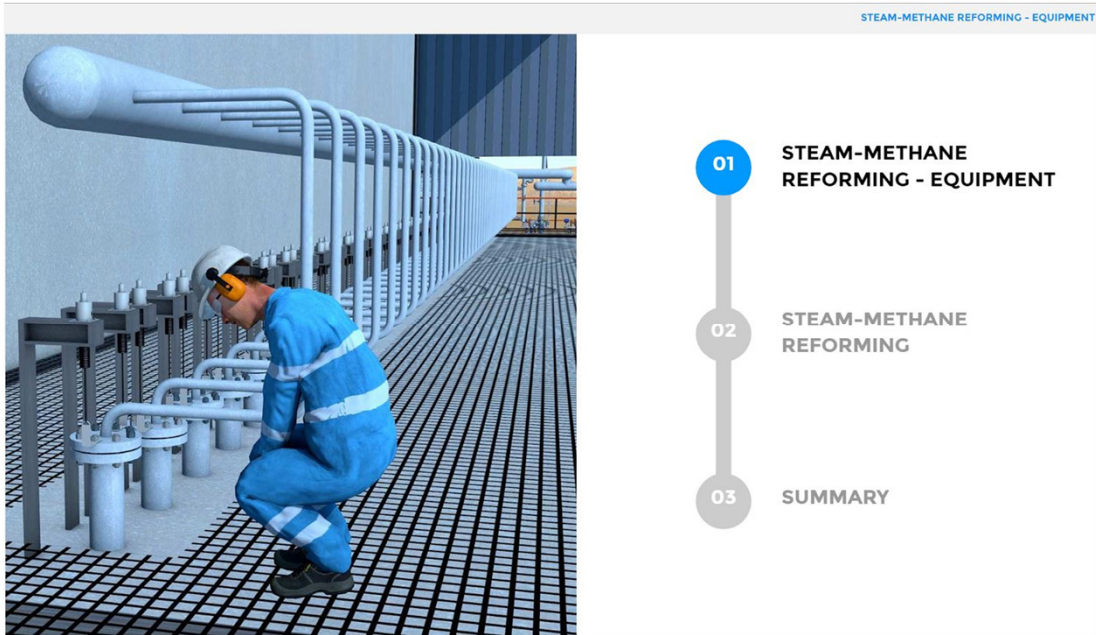 STEAM-METHANE REFORMING - EQUIPMENT
01
STEAM-METHANE
REFORMING - EQUIPMENT
02
STEAM-METHANE
REFORMING
03
SUMMARY